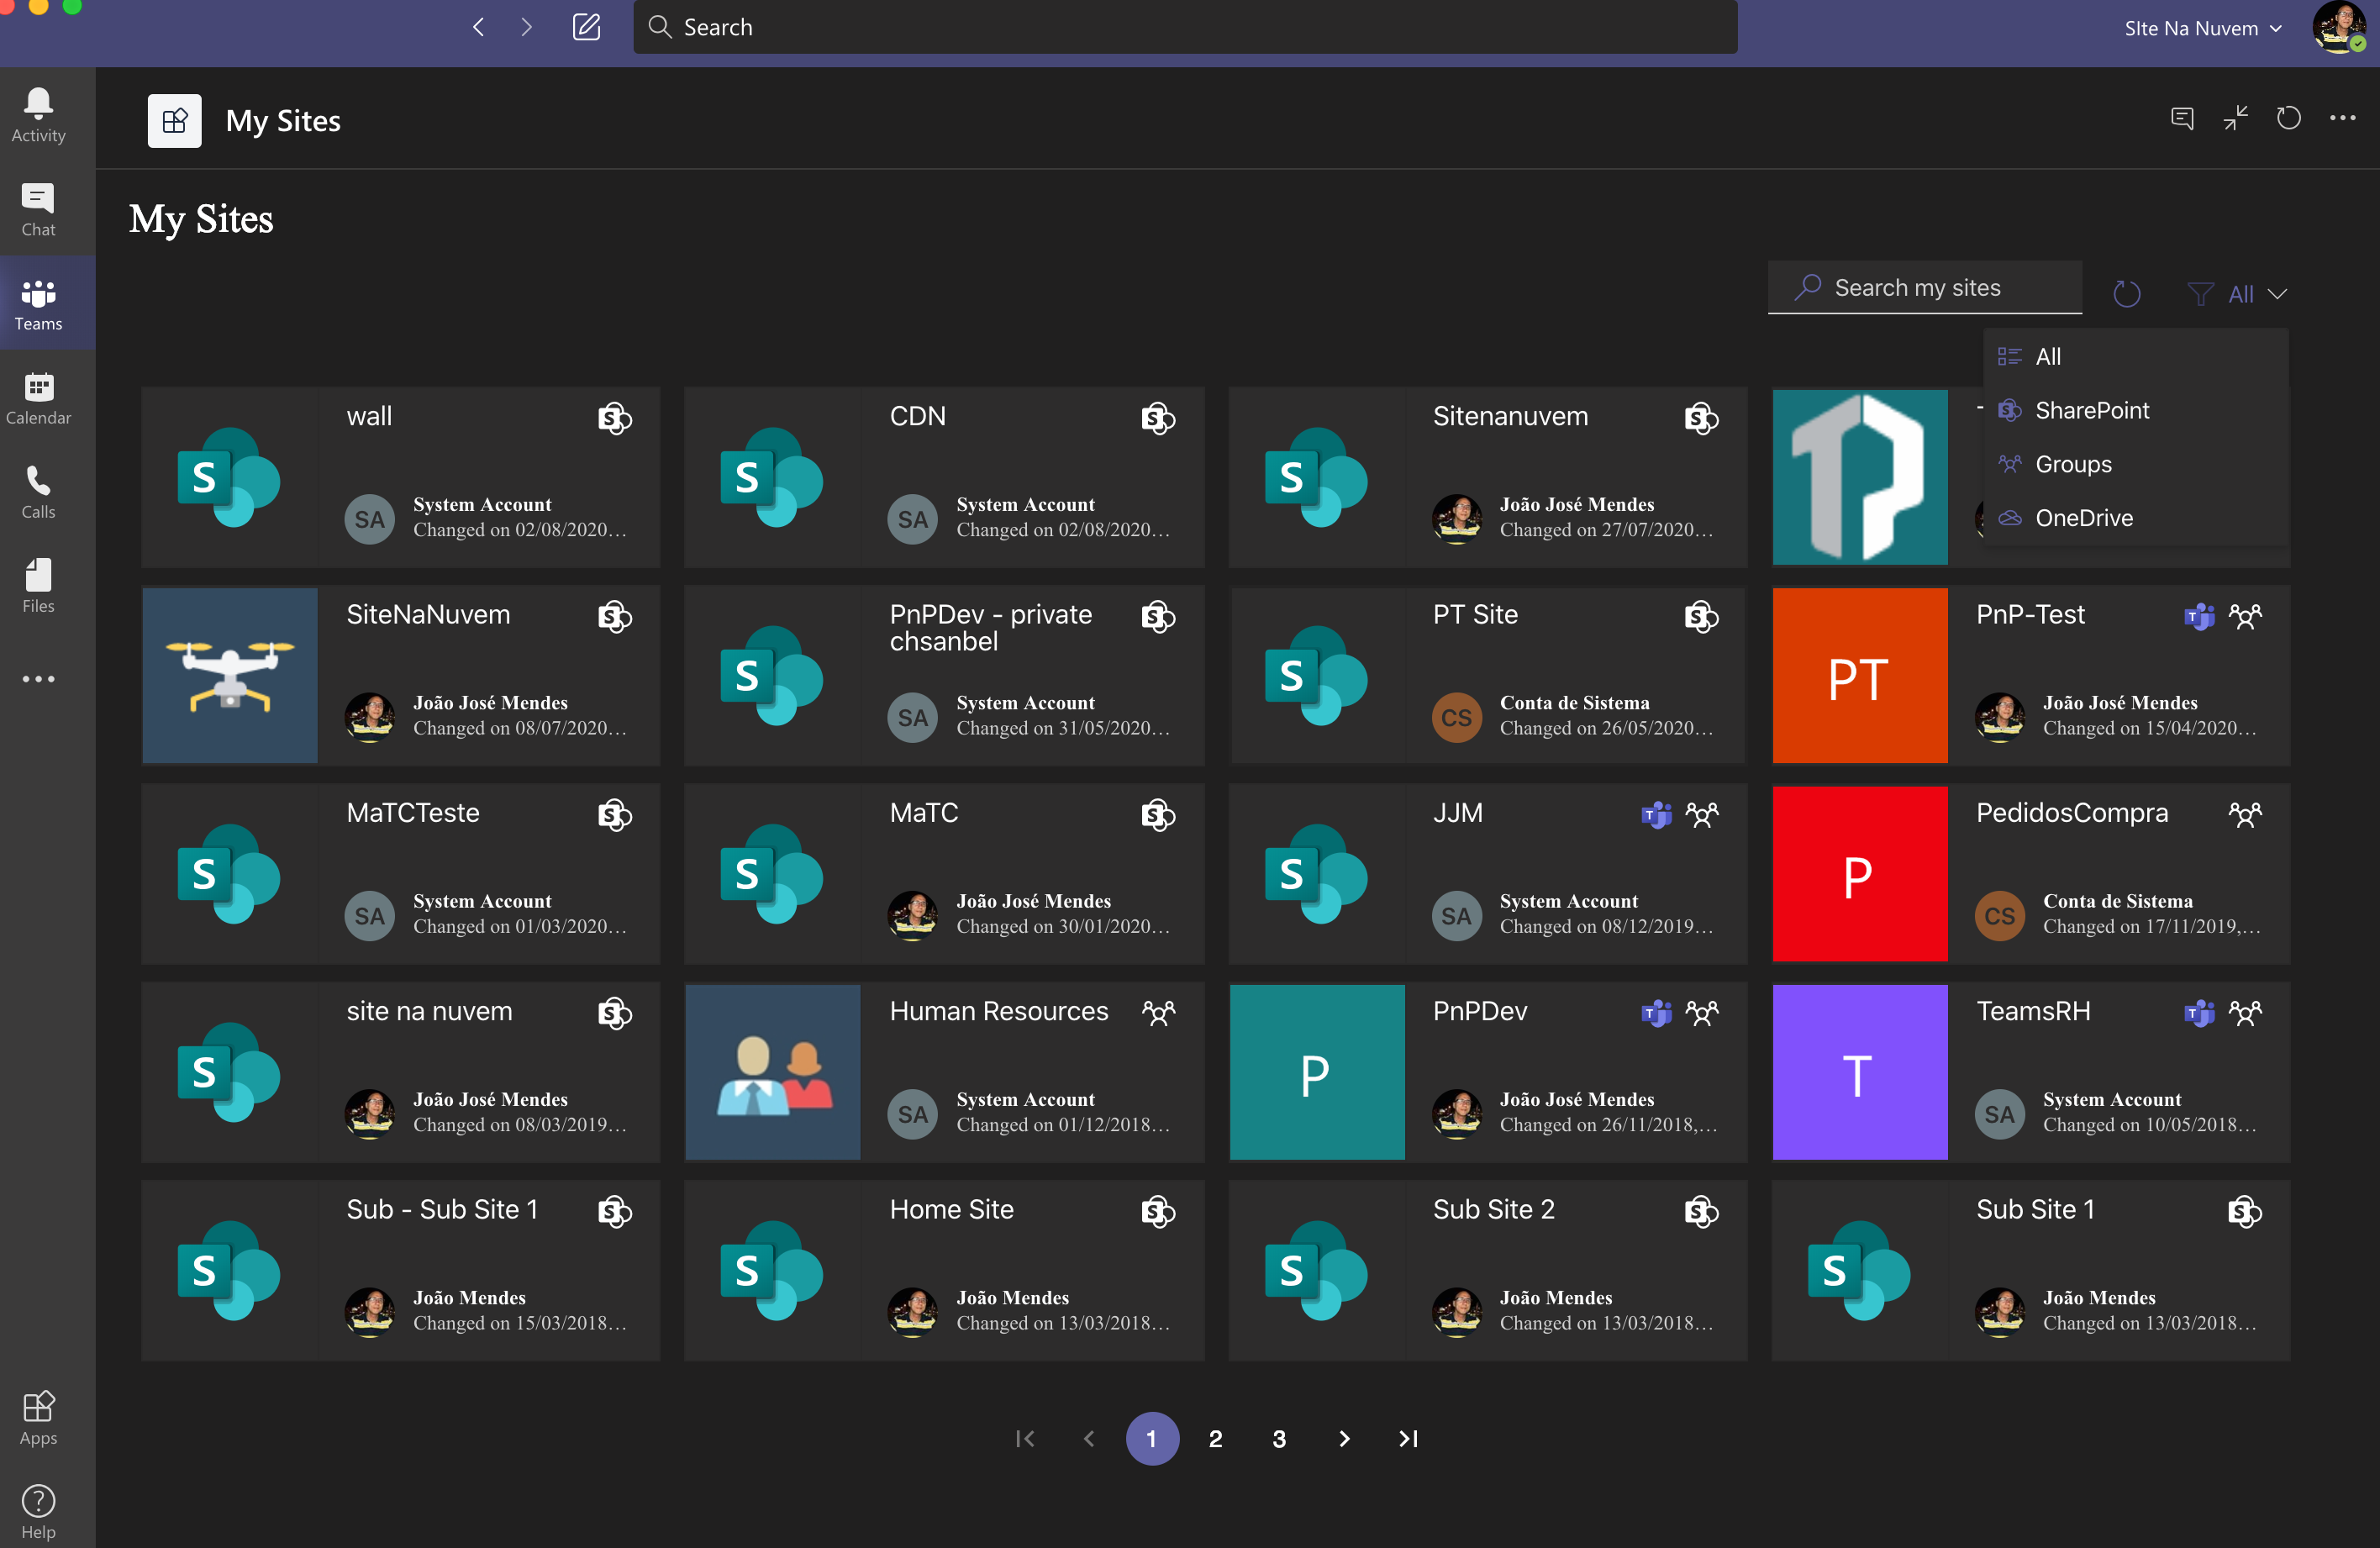 Search
SIte Na Nuvem
Activity
Chat
Teams
Calendar
Calls
Files
Apps
Help
My Sites
My Sites
Search my sites
All
All
SharePoint
Groups
OneDrive
wall
System Account
SA
Changed on 02/08/2020…
CDN
System Account
SA
Changed on 02/08/2020…
Sitenanuvem
João José Mendes
Changed on 27/07/2020…
SiteNaNuvem
João José Mendes
Changed on 08/07/2020…
PnPDev - private
chsanbel
System Account
SA
Changed on 31/05/2020…
PT Site
Conta de Sistema
CS
Changed on 26/05/2020…
PT
PnP-Test
João José Mendes
Changed on 15/04/2020…
MaTCTeste
System Account
SA
Changed on 01/03/2020…
MaTC
João José Mendes
Changed on 30/01/2020…
JJM
System Account
SA
Changed on 08/12/2019…
P
PedidosCompra
Conta de Sistema
CS
Changed on 17/11/2019,…
site na nuvem
João José Mendes
Changed on 08/03/2019…
Human Resources
System Account
SA
Changed on 01/12/2018…
P
PnPDev
João José Mendes
Changed on 26/11/2018,…
T
TeamsRH
System Account
SA
Changed on 10/05/2018…
Sub - Sub Site 1
João Mendes
Changed on 15/03/2018…
Home Site
João Mendes
Changed on 13/03/2018…
Sub Site 2
João Mendes
Changed on 13/03/2018…
Sub Site 1
João Mendes
Changed on 13/03/2018…
1 2 3